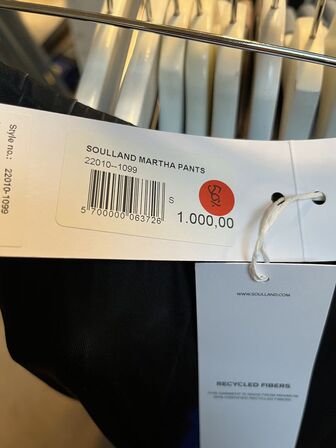 SOULLAND MARTHA PANTS
22010--1099
S
50%
5 700000 063726
1.000,00
Style no.: 22010-1099
WWW.SOULLAND.COM
RECYCLED FIBERS